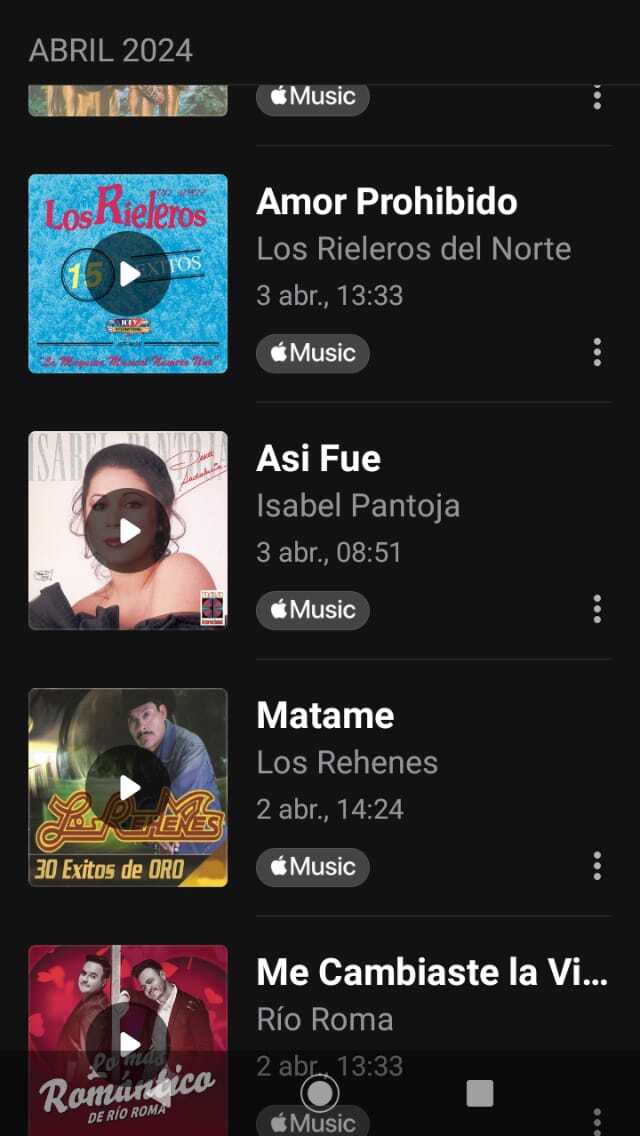 ABRIL 2024
Music
Los Rieleros
15 EXITOS
"La Maquina Musical Numero Uno"
Amor Prohibido
Los Rieleros del Norte
3 abr., 13:33
Music
ISABEL PANTOJA
Asi Fue
Isabel Pantoja
3 abr., 08:51
Music
LOS REHENES
30 Exitos de ORO
Matame
Los Rehenes
2 abr., 14:24
Music
Lo más
Romántico
DE RÍO ROMA
Me Cambiaste la Vi...
Río Roma
2 abr., 13:33
Music